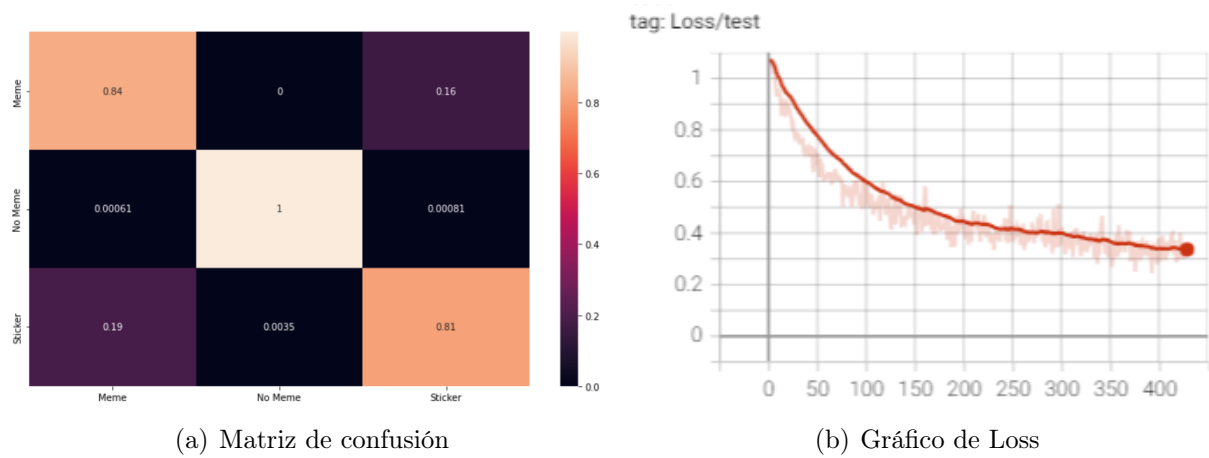 tag: Loss/test
Meme
0.84
0
0.16
No Meme
0.00061
1
0.00081
Sticker
0.19
0.0035
0.81
Meme
No Meme
Sticker
0.8
0.6
0.4
0.2
0.0
1
0.8
0.6
0.4
0.2
0
0 50 100 150 200 250 300 350 400
(a) Matriz de confusión
(b) Gráfico de Loss